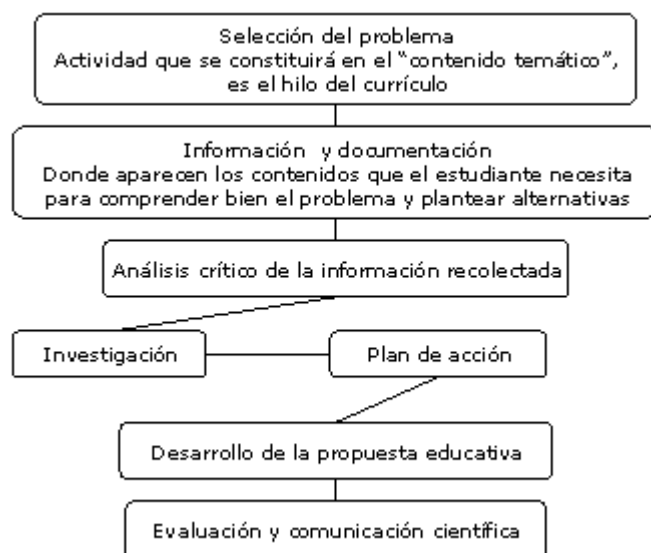 Selección del problema
Actividad que se constituirá en el “contenido temático”,
es el hilo del currículo
Información y documentación
Donde aparecen los contenidos que el estudiante necesita
para comprender bien el problema y plantear alternativas
Análisis crítico de la información recolectada
Investigación
Plan de acción
Desarrollo de la propuesta educativa
Evaluación y comunicación científica